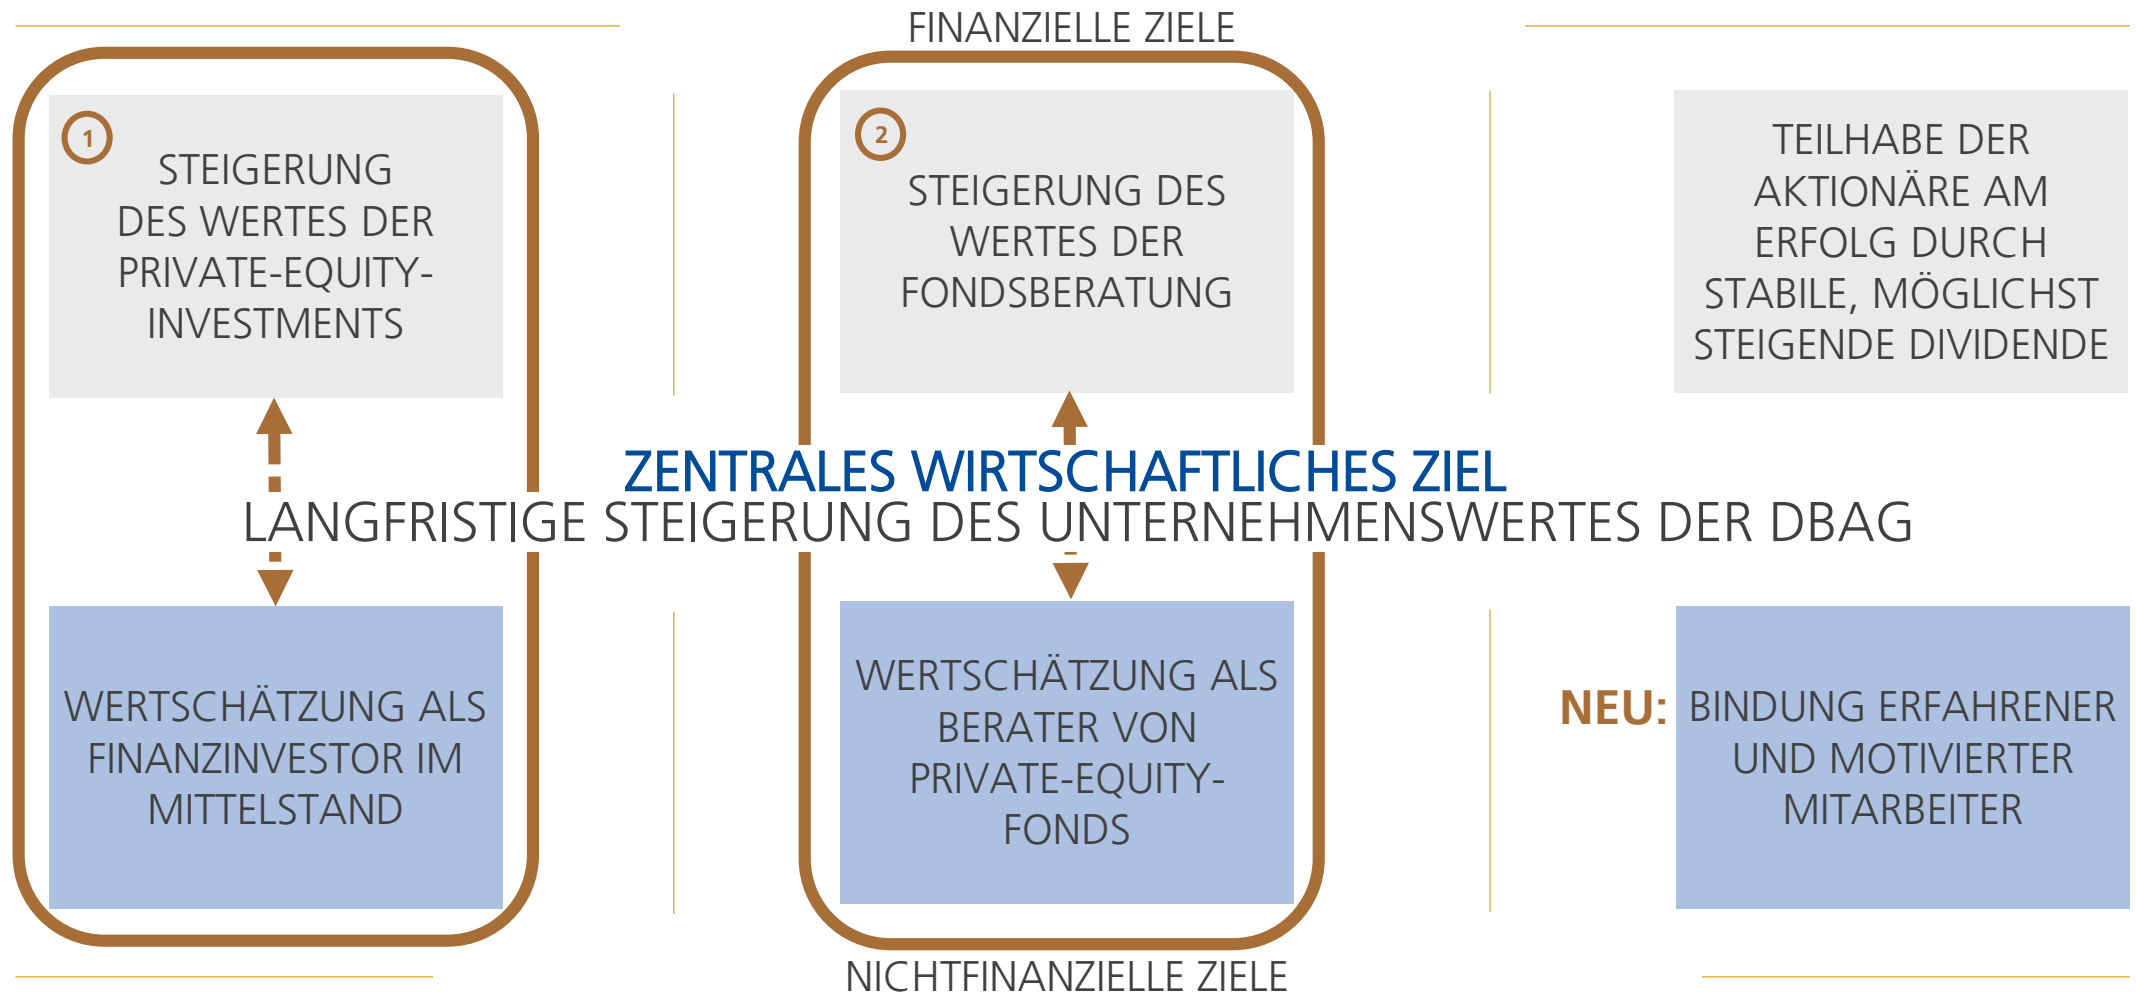 FINANZIELLE ZIELE
1
STEIGERUNG
DES WERTES DER
PRIVATE-EQUITY-
INVESTMENTS
2
STEIGERUNG DES
WERTES DER
FONDSBERATUNG
TEILHABE DER
AKTIONÄRE AM
ERFOLG DURCH
STABILE, MÖGLICHST
STEIGENDE DIVIDENDE
ZENTRALES WIRTSCHAFTLICHES ZIEL
LANGFRISTIGE STEIGERUNG DES UNTERNEHMENSWERTES DER DBAG
WERTSCHÄTZUNG ALS
FINANZINVESTOR IM
MITTELSTAND
WERTSCHÄTZUNG ALS
BERATER VON
PRIVATE-EQUITY-
FONDS
NEU:
BINDUNG ERFAHRENER
UND MOTIVIERTER
MITARBEITER
NICHTFINANZIELLE ZIELE